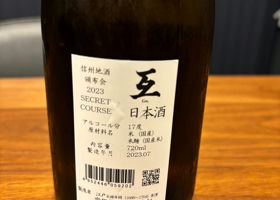 信州地酒
頒布会
2023
SECRET
COURSE
互
Go
日本酒
アルコール分 17度
原材料名 米（国産）
米麹（国産米）
内容量 720ml
製造年月 2023.07
4952446059202